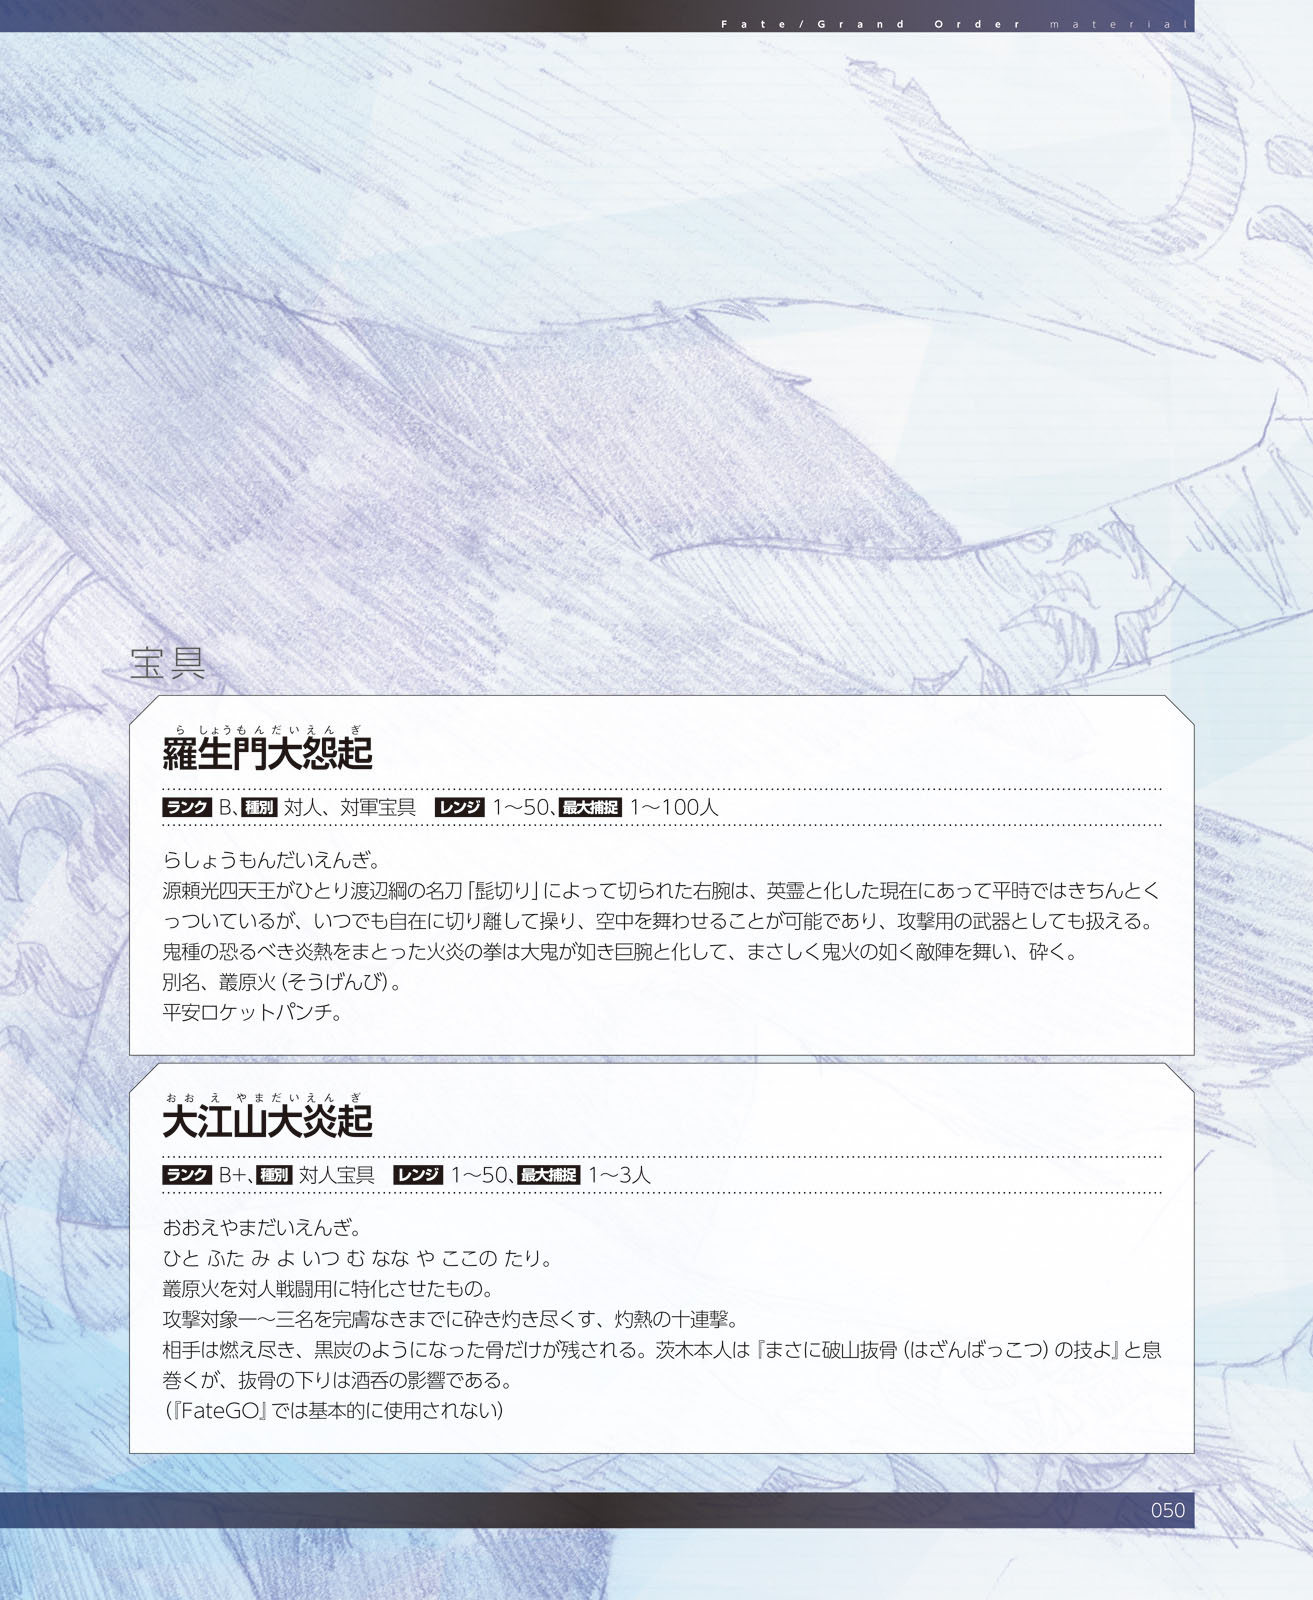 Fate/Grand Order material
宝具
らしょうもんだいえんぎ
羅生門大怨起
ランク B、種別 対人、対軍宝具 レンジ 1〜50、最大捕捉 1〜100人
らしょうもんだいえんぎ。
源頼光四天王がひとり渡辺綱の名刀「髭切り」によって切られた右腕は、英霊と化した現在にあって平時ではきちんとく
っついているが、いつでも自在に切り離して操り、空中を舞わせることが可能であり、攻撃用の武器としても扱える。
鬼種の恐るべき炎熱をまとった火炎の拳は大鬼が如き巨腕と化して、まさしく鬼火の如く敵陣を舞い、砕く。
別名、叢原火（そうげんび）。
平安ロケットパンチ。
おおえやまだいえんぎ
大江山大炎起
ランク B+、種別 対人宝具 レンジ 1〜50、最大捕捉 1〜3人
おおえやまだいえんぎ。
ひと ふた み よ いつ む なな や ここの たり。
叢原火を対人戦闘用に特化させたもの。
攻撃対象一〜三名を完膚なきまでに砕き灼き尽くす、灼熱の十連撃。
相手は燃え尽き、黒炭のようになった骨だけが残される。茨木本人は『まさに破山抜骨（はざんばっこつ）の技よ』と息
巻くが、抜骨の下りは酒呑の影響である。
（『FateGO』では基本的に使用されない）
050